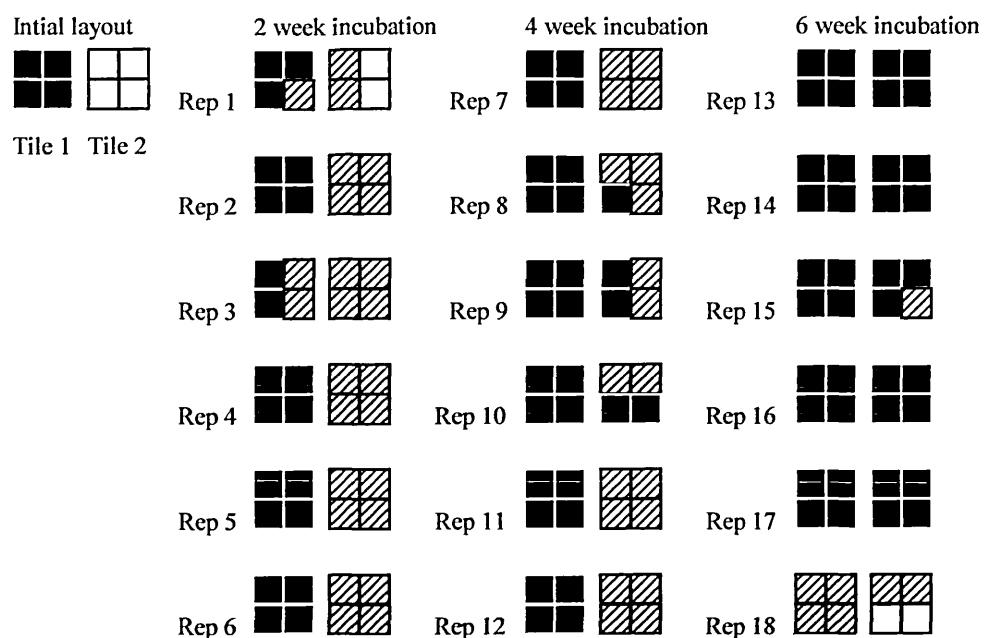 Intial layout 2 week incubation 4 week incubation 6 week incubation
Rep 1 Rep 7 Rep 13
Tile 1 Tile 2
Rep 2 Rep 8 Rep 14
Rep 3 Rep 9 Rep 15
Rep 4 Rep 10 Rep 16
Rep 5 Rep 11 Rep 17
Rep 6 Rep 12 Rep 18